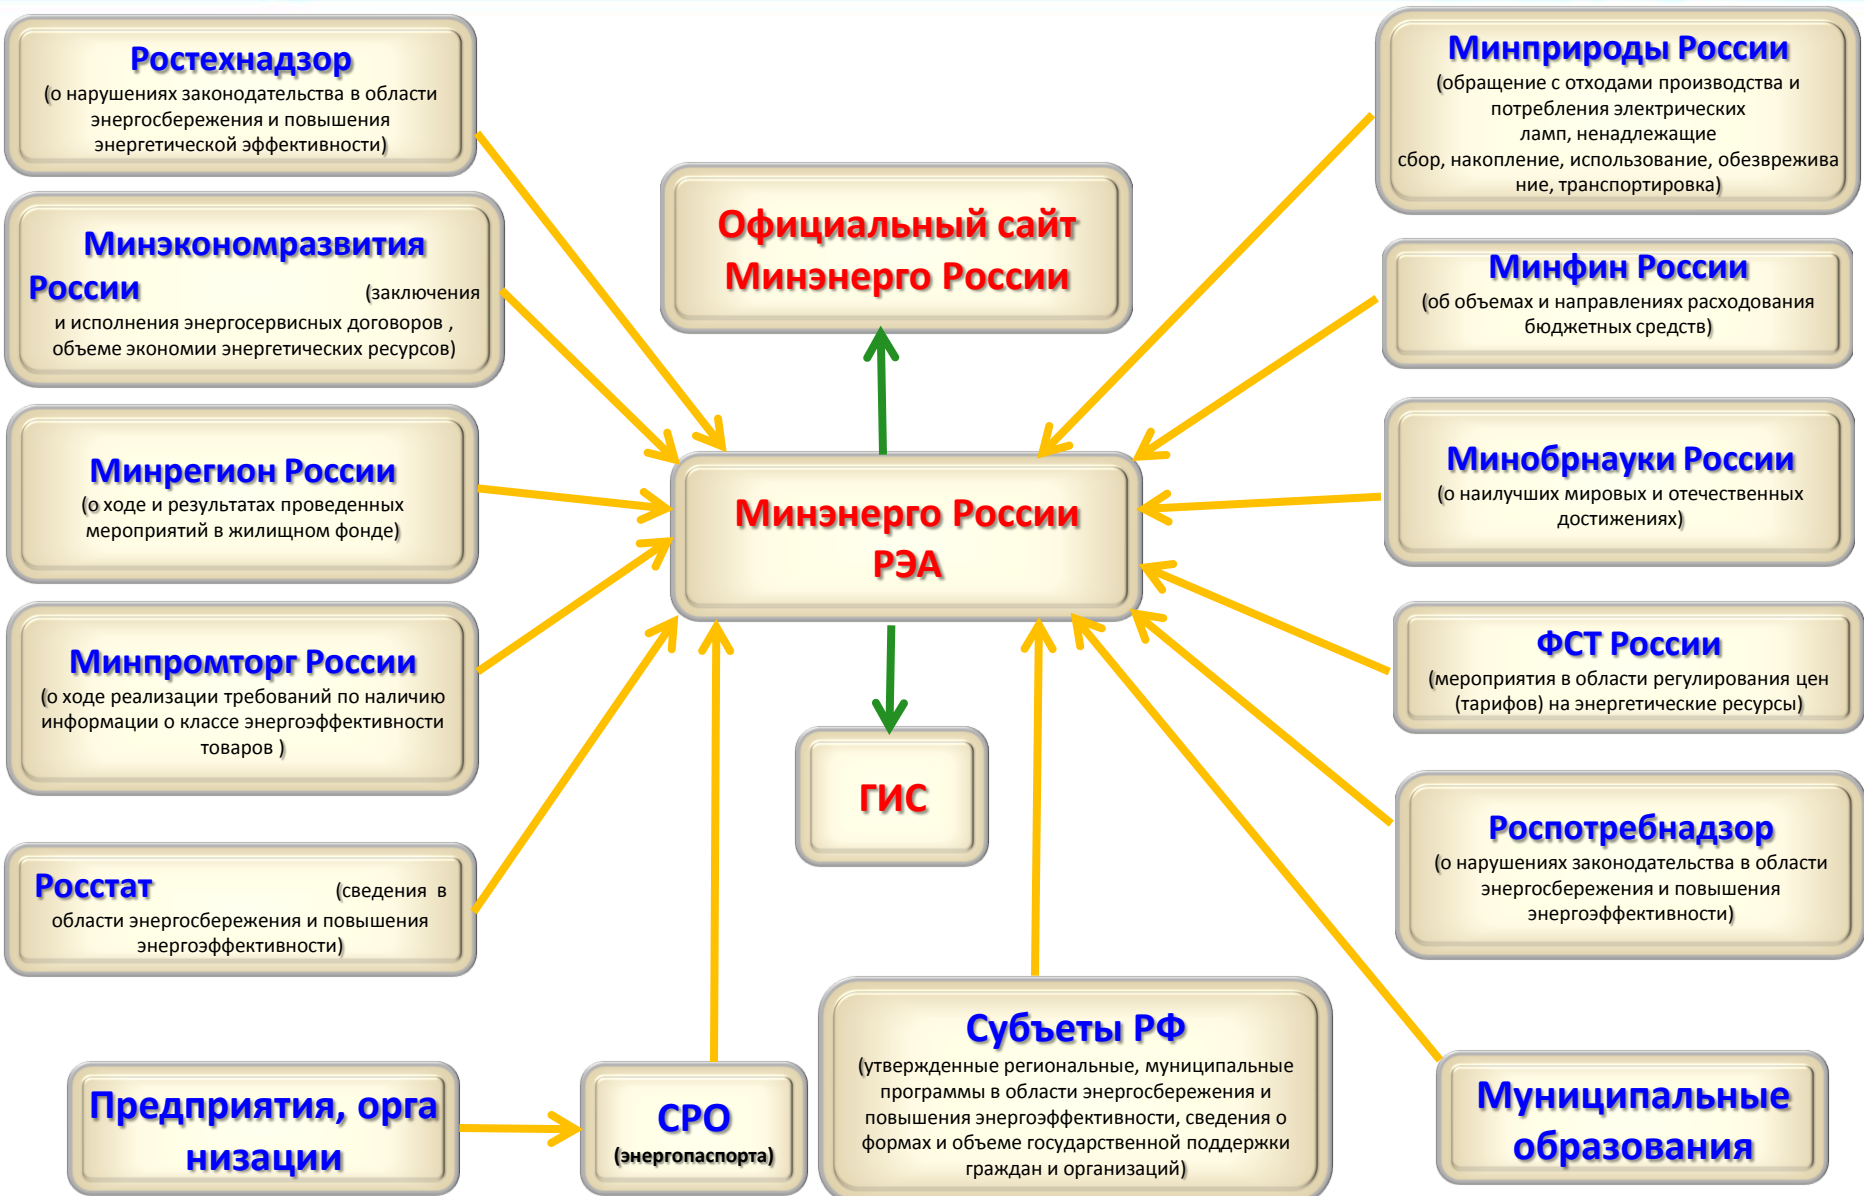 Ростехнадзор
(о нарушениях законодательства в области
энергосбережения и повышения
энергетической эффективности)
Минэкономразвития
России (заключения
и исполнения энергосервисных договоров ,
объеме экономии энергетических ресурсов)
Минрегион России
(о ходе и результатах проведенных
мероприятий в жилищном фонде)
Минпромторг России
(о ходе реализации требований по наличию
информации о классе энергоэффективности
товаров )
Росстат (сведения в
области энергосбережения и повышения
энергоэффективности)
Предприятия, орга
низации
СРО
(энергопаспорта)
Официальный сайт
Минэнерго России
Минэнерго России
РЭА
ГИС
Субъеты РФ
(утвержденные региональные, муниципальные
программы в области энергосбережения и
повышения энергоэффективности, сведения о
формах и объеме государственной поддержки
граждан и организаций)
Минприроды России
(обращение с отходами производства и
потребления электрических
ламп, ненадлежащие
сбор, накопление, использование, обезврежива
ние, транспортировка)
Минфин России
(об объемах и направлениях расходования
бюджетных средств)
Минобрнауки России
(о наилучших мировых и отечественных
достижениях)
ФСТ России
(мероприятия в области регулирования цен
(тарифов) на энергетические ресурсы)
Роспотребнадзор
(о нарушениях законодательства в области
энергосбережения и повышения
энергоэффективности)
Муниципальные
образования